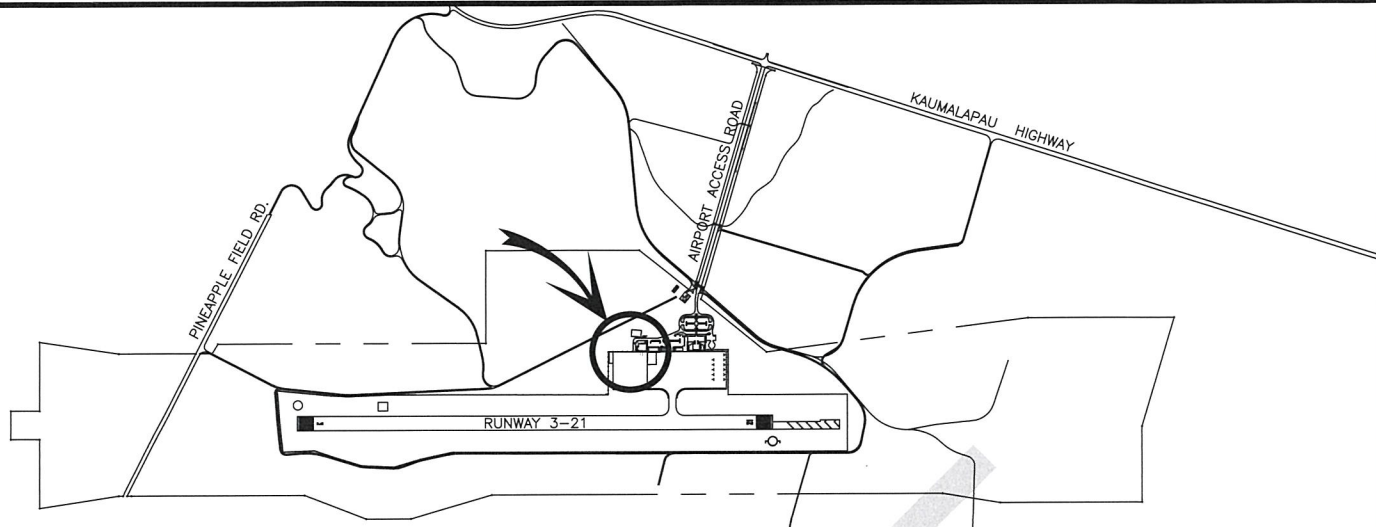 KAUMALAPAU HIGHWAY
AIRPORT ACCESS ROAD
PINEAPPLE FIELD RD.
RUNWAY 3-21